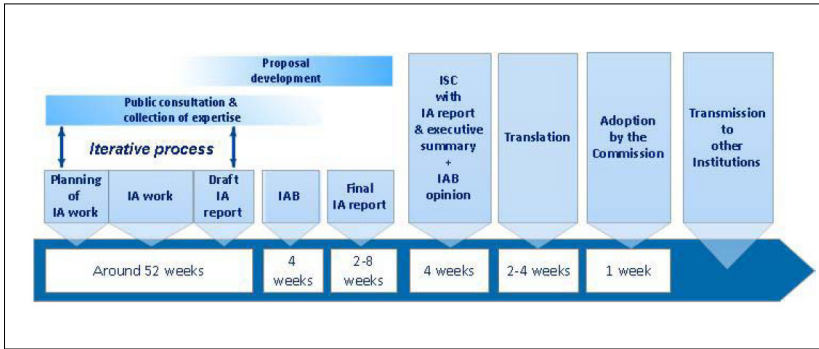 Proposal
development
Public consultation &
collection of expertise
Iterative process
Planning
of
IA work
IA work
Draft
IA
report
IAB
Final
IA report
ISC
with
IA report
& executive
summary
+
IAB
opinion
Translation
Adoption
by the
Commission
Transmission
to
other
Institutions
Around 52 weeks
4
weeks
2-8
weeks
4 weeks
2-4 weeks
1 week